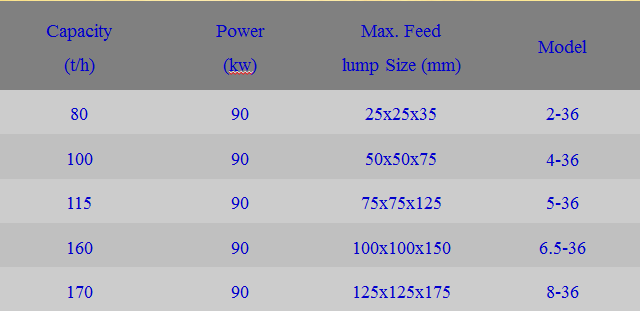 Capacity (t/h) Power (kw) Max. Feed lump Size (mm) Model
80 90 25x25x35 2-36
100 90 50x50x75 4-36
115 90 75x75x125 5-36
160 90 100x100x150 6.5-36
170 90 125x125x175 8-36